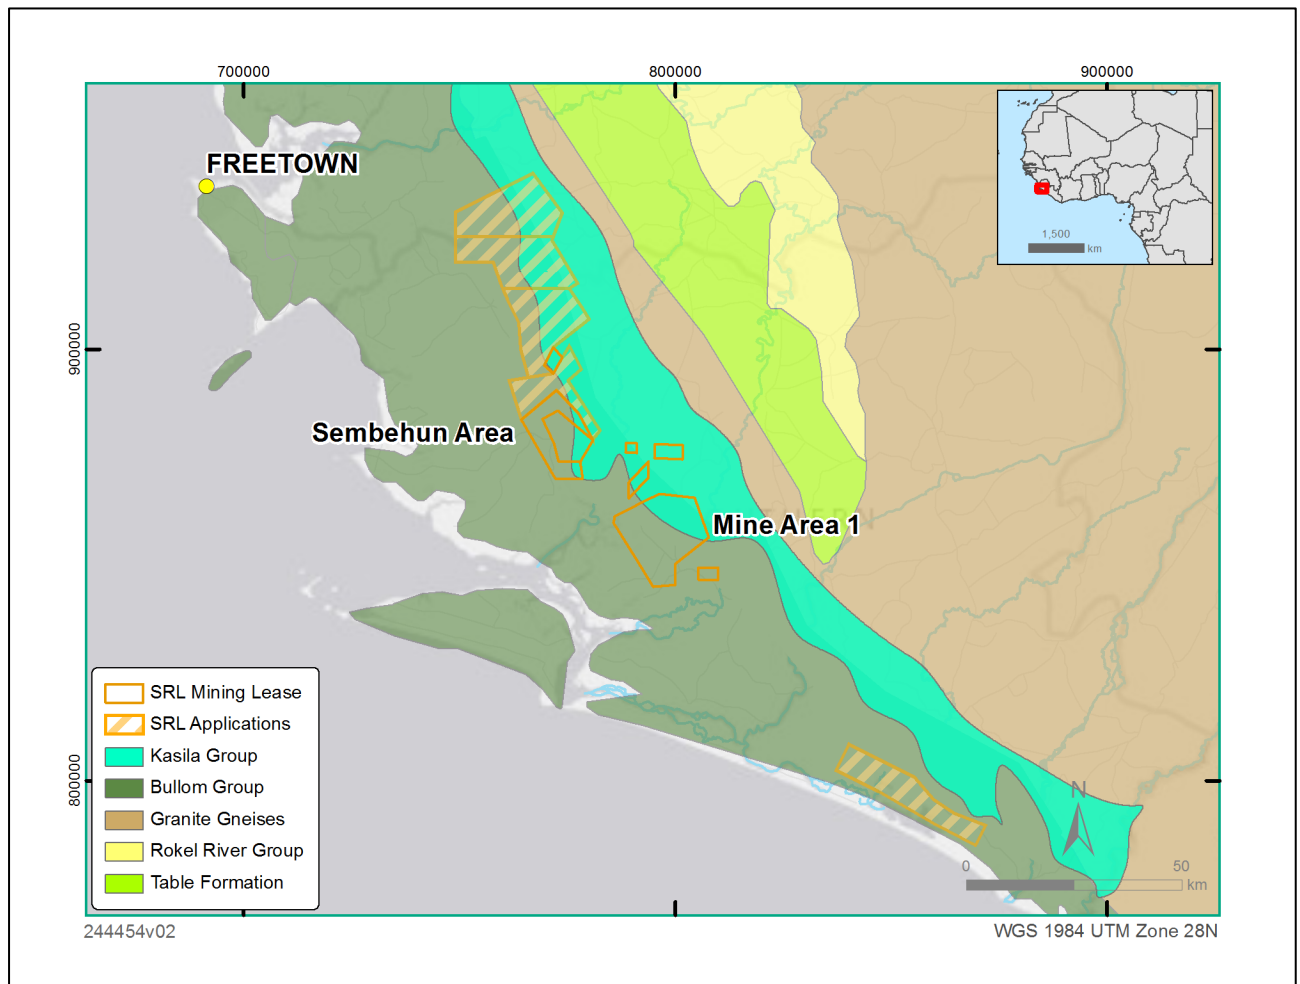 700000
800000
900000
FREETOWN
1,500
km
900000
Sembehun Area
Mine Area 1
800000
N
0
50
km
SRL Mining Lease
SRL Applications
Kasila Group
Bullom Group
Granite Gneises
Rokel River Group
Table Formation
244454v02
WGS 1984 UTM Zone 28N